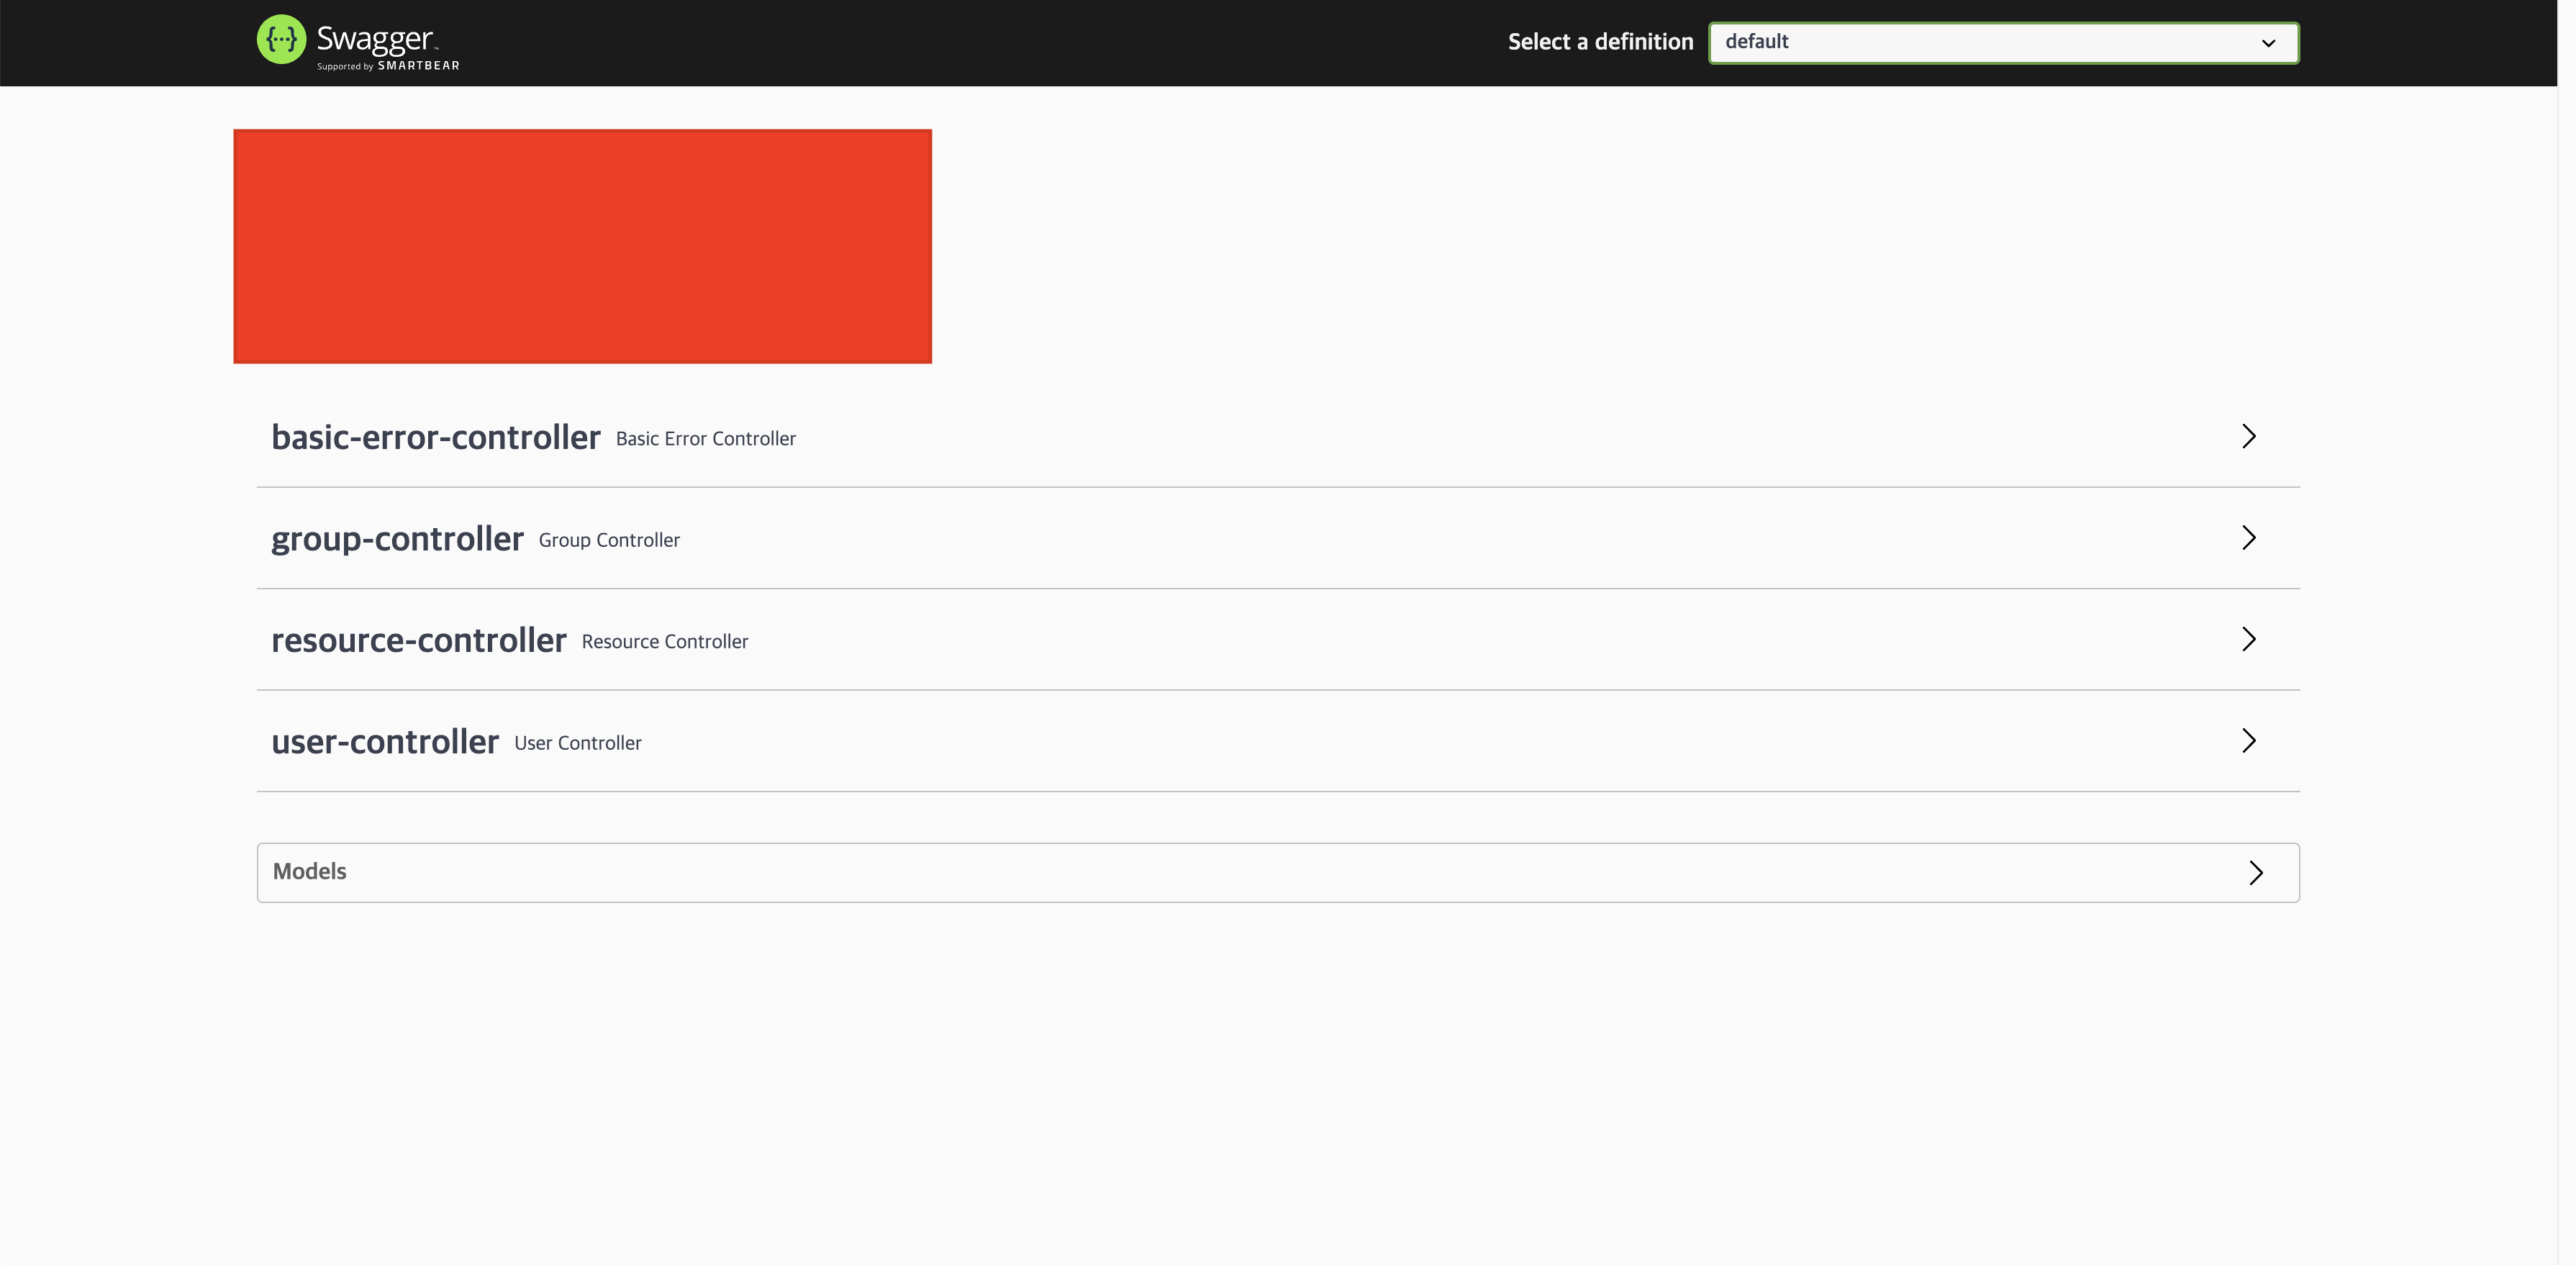 Swagger™
Supported by SMARTBEAR
Select a definition
default
basic-error-controller Basic Error Controller
group-controller Group Controller
resource-controller Resource Controller
user-controller User Controller
Models